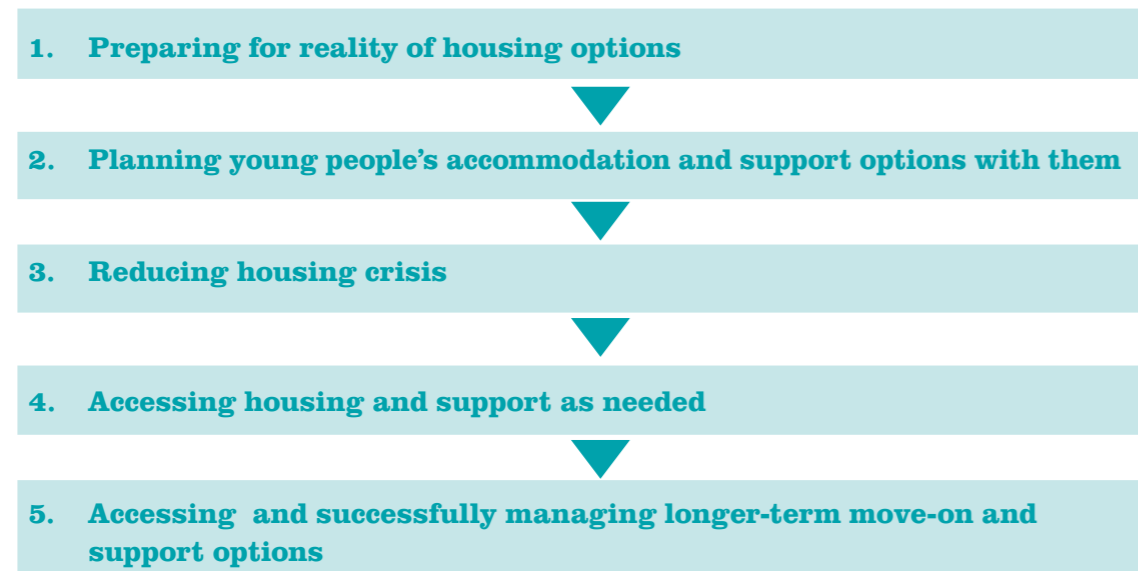 1. Preparing for reality of housing options
2. Planning young people's accommodation and support options with them
3. Reducing housing crisis
4. Accessing housing and support as needed
5. Accessing and successfully managing longer-term move-on and
support options